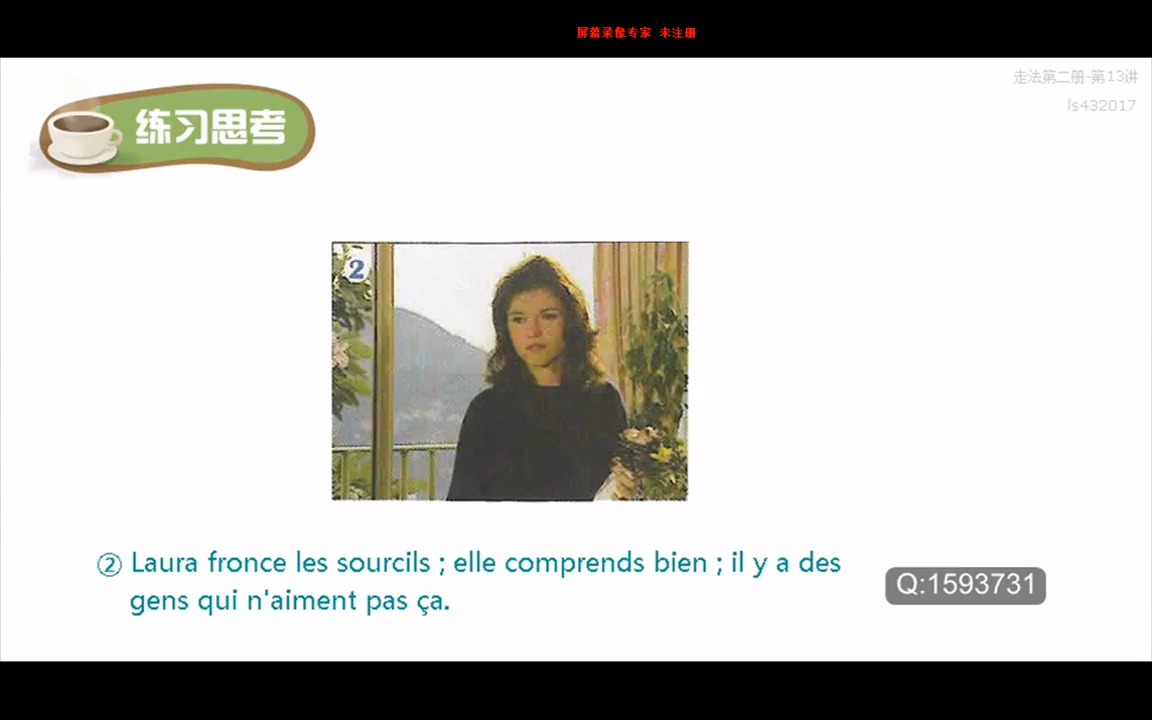 屏幕录像专家 未注册
走法第二册-第13讲
ls432017
练习思考
2
② Laura fronce les sourcils ; elle comprends bien ; il y a des
gens qui n'aiment pas ça.
Q:1593731